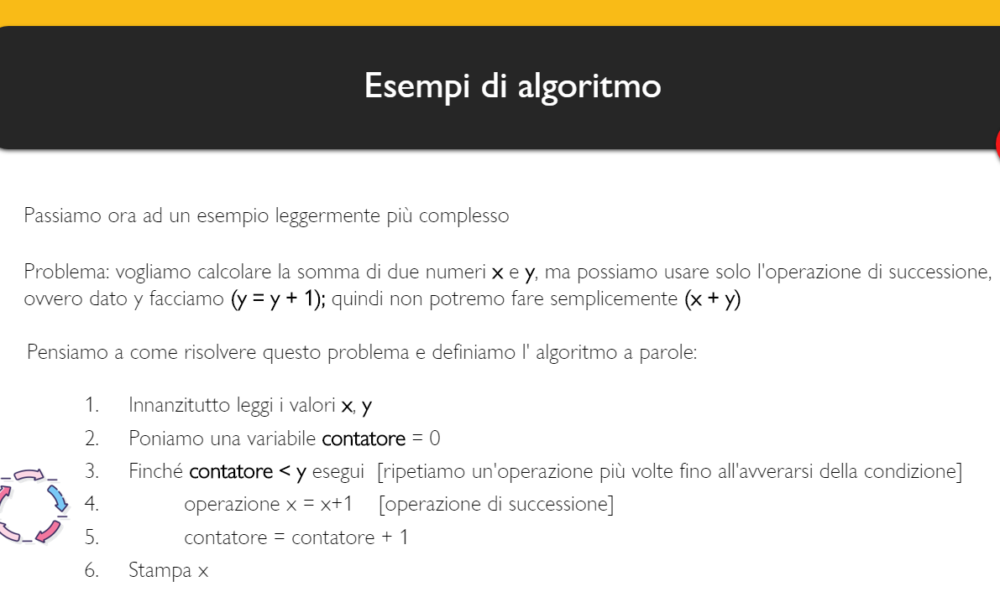 Esempi di algoritmo
Passiamo ora ad un esempio leggermente più complesso
Problema: vogliamo calcolare la somma di due numeri x e y, ma possiamo usare solo l'operazione di successione,
ovvero dato y facciamo (y = y + 1); quindi non potremo fare semplicemente (x + y)
Pensiamo a come risolvere questo problema e definiamo l' algoritmo a parole:
1. Innanzitutto leggi i valori x, y
2. Poniamo una variabile contatore = 0
3. Finché contatore < y esegui [ripetiamo un'operazione più volte fino all'avverarsi della condizione]
4. operazione x = x+1 [operazione di successione]
5. contatore = contatore + 1
6. Stampa x